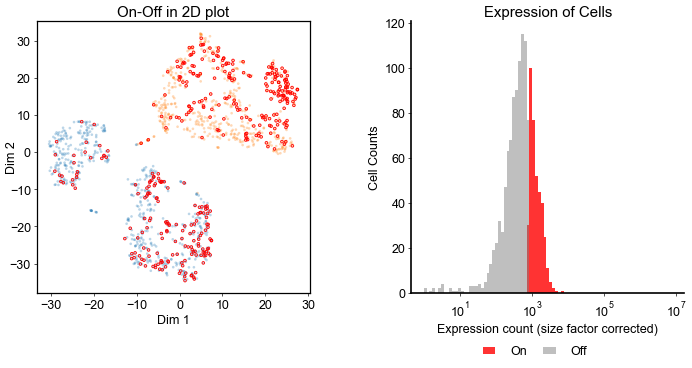 On-Off in 2D plot
Dim 2
30
20
10
0
−10
−20
−30
−30 −20 −10 0 10 20 30
Dim 1
Expression of Cells
Cell Counts
120
100
80
60
40
20
0
10^1 10^3 10^5 10^7
Expression count (size factor corrected)
On Off